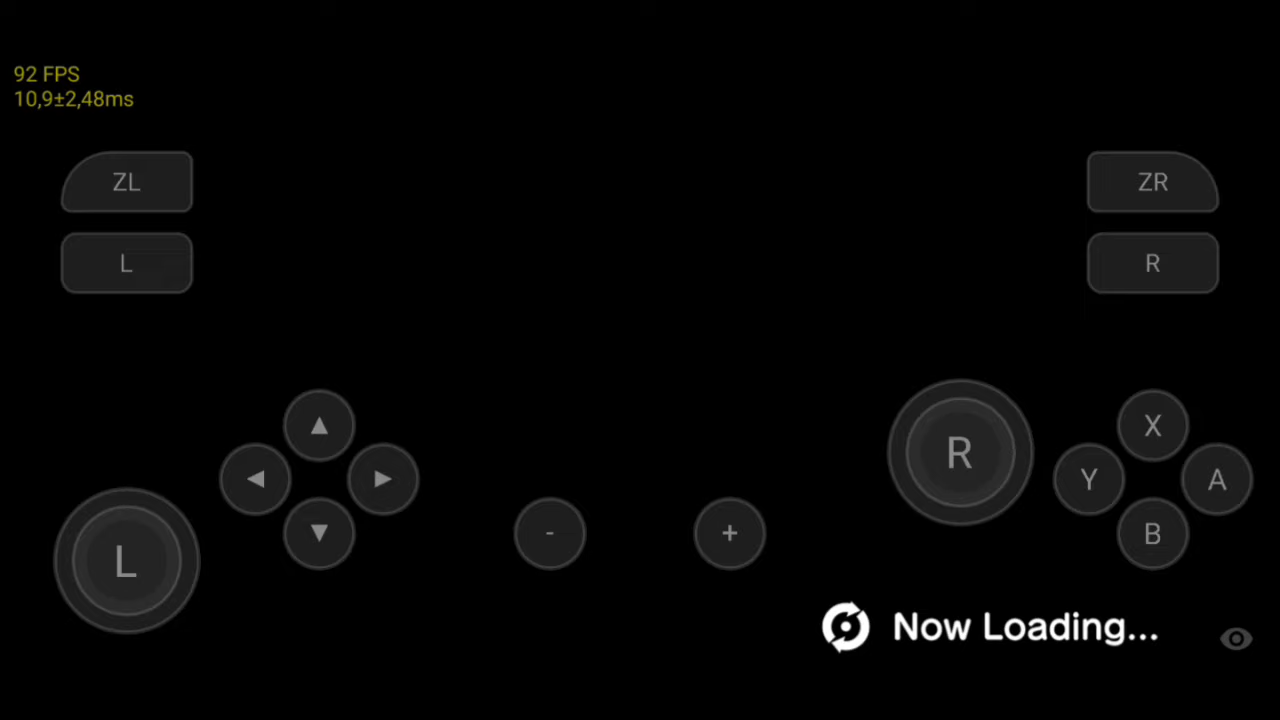 92 FPS
10,9±2,48ms
ZL
ZR
L
R
▲
◀ ▶
▼
L
- +
R
X
Y A
B
Now Loading...